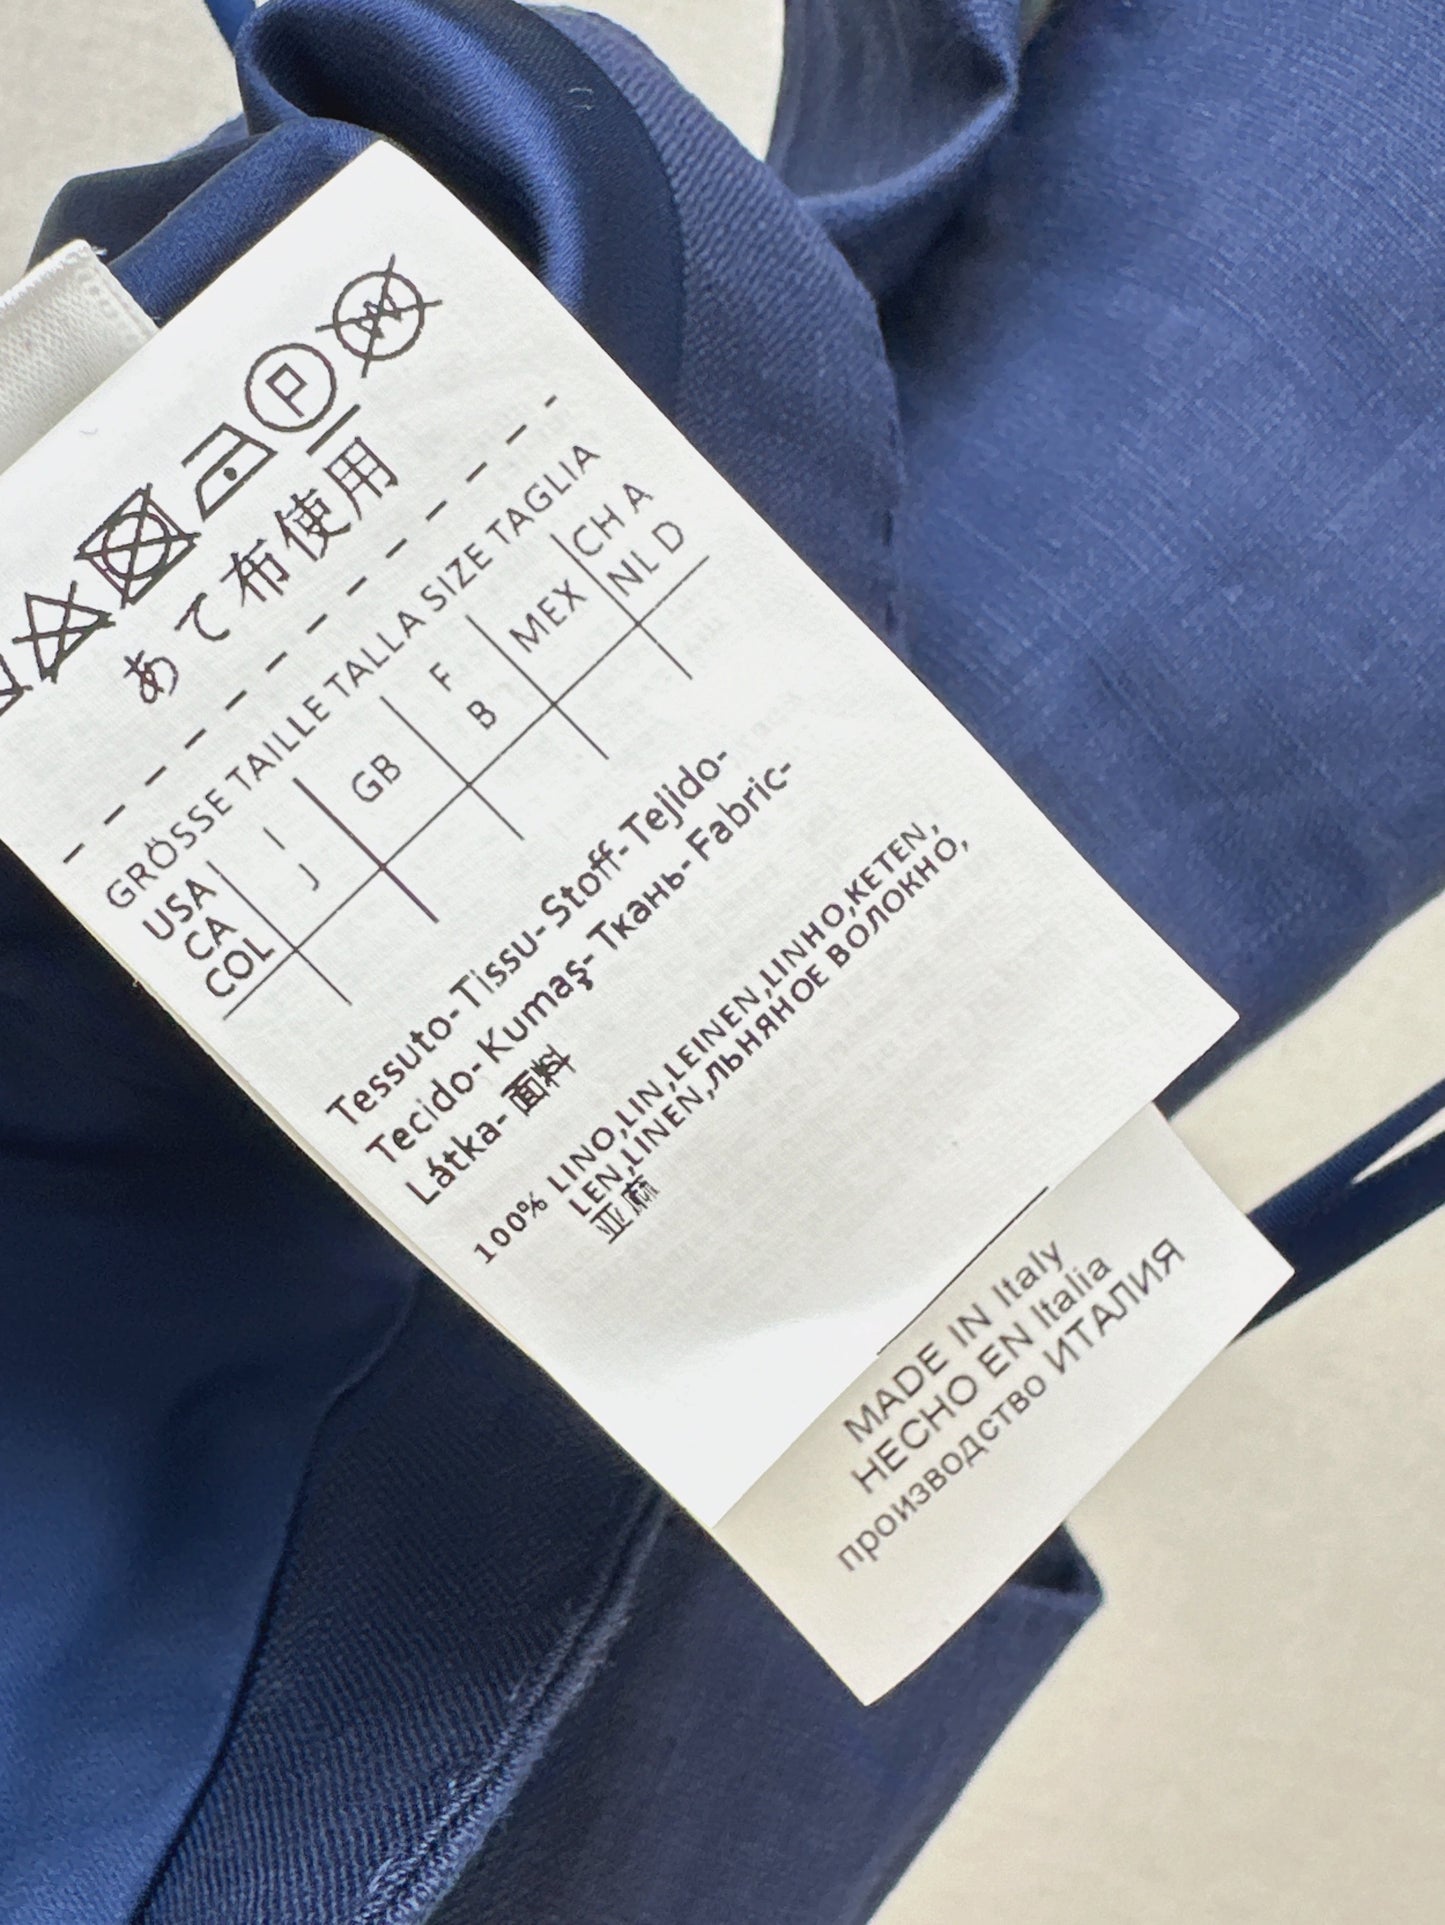 W
P
あて布使用
GRÖSSE TAILLE TALLA SIZE TAGLIA
USA CA COL
I J
GB
F B
MEX
CH A NL D
Tessuto-Tissu-Stoff-Tejido-
Tecido-Kumaş-Ткань-Fabric-
Látka-面料
100% LINO,LIN,LEINEN,LINHO,KETEN,
LEN,LINEN,ЛЬНЯНОЕ ВОЛОКНО,
亚麻
MADE IN Italy
HECHO EN Italia
производство ИТАЛИЯ